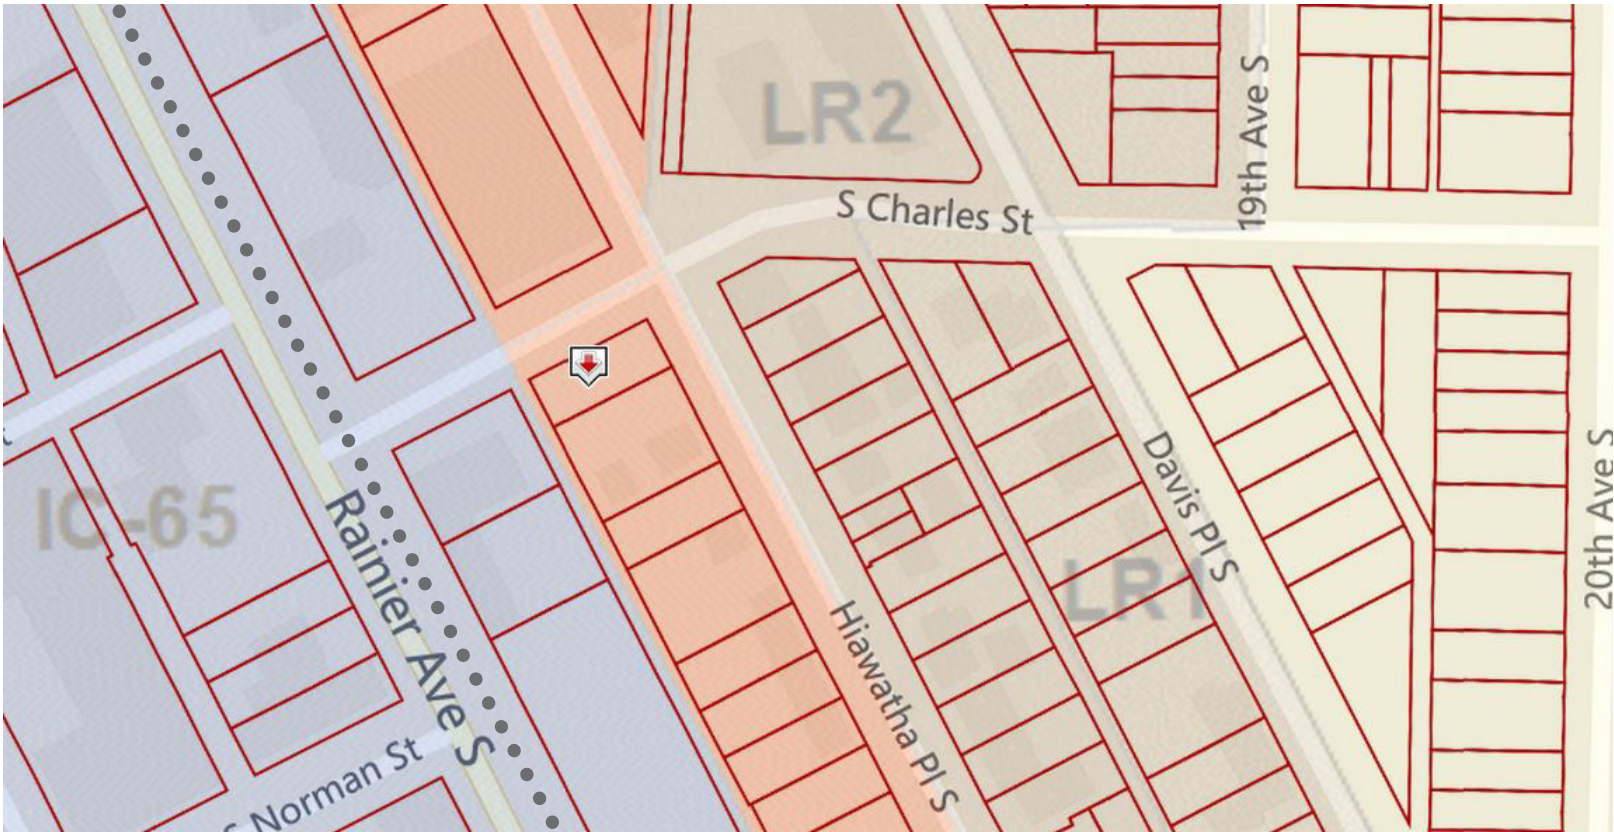 LR2
S Charles St
19th Ave S
IC-65
Rainier Ave S
Davis Pl S
LR1
20th Ave S
Hiawatha Pl S
S Norman St